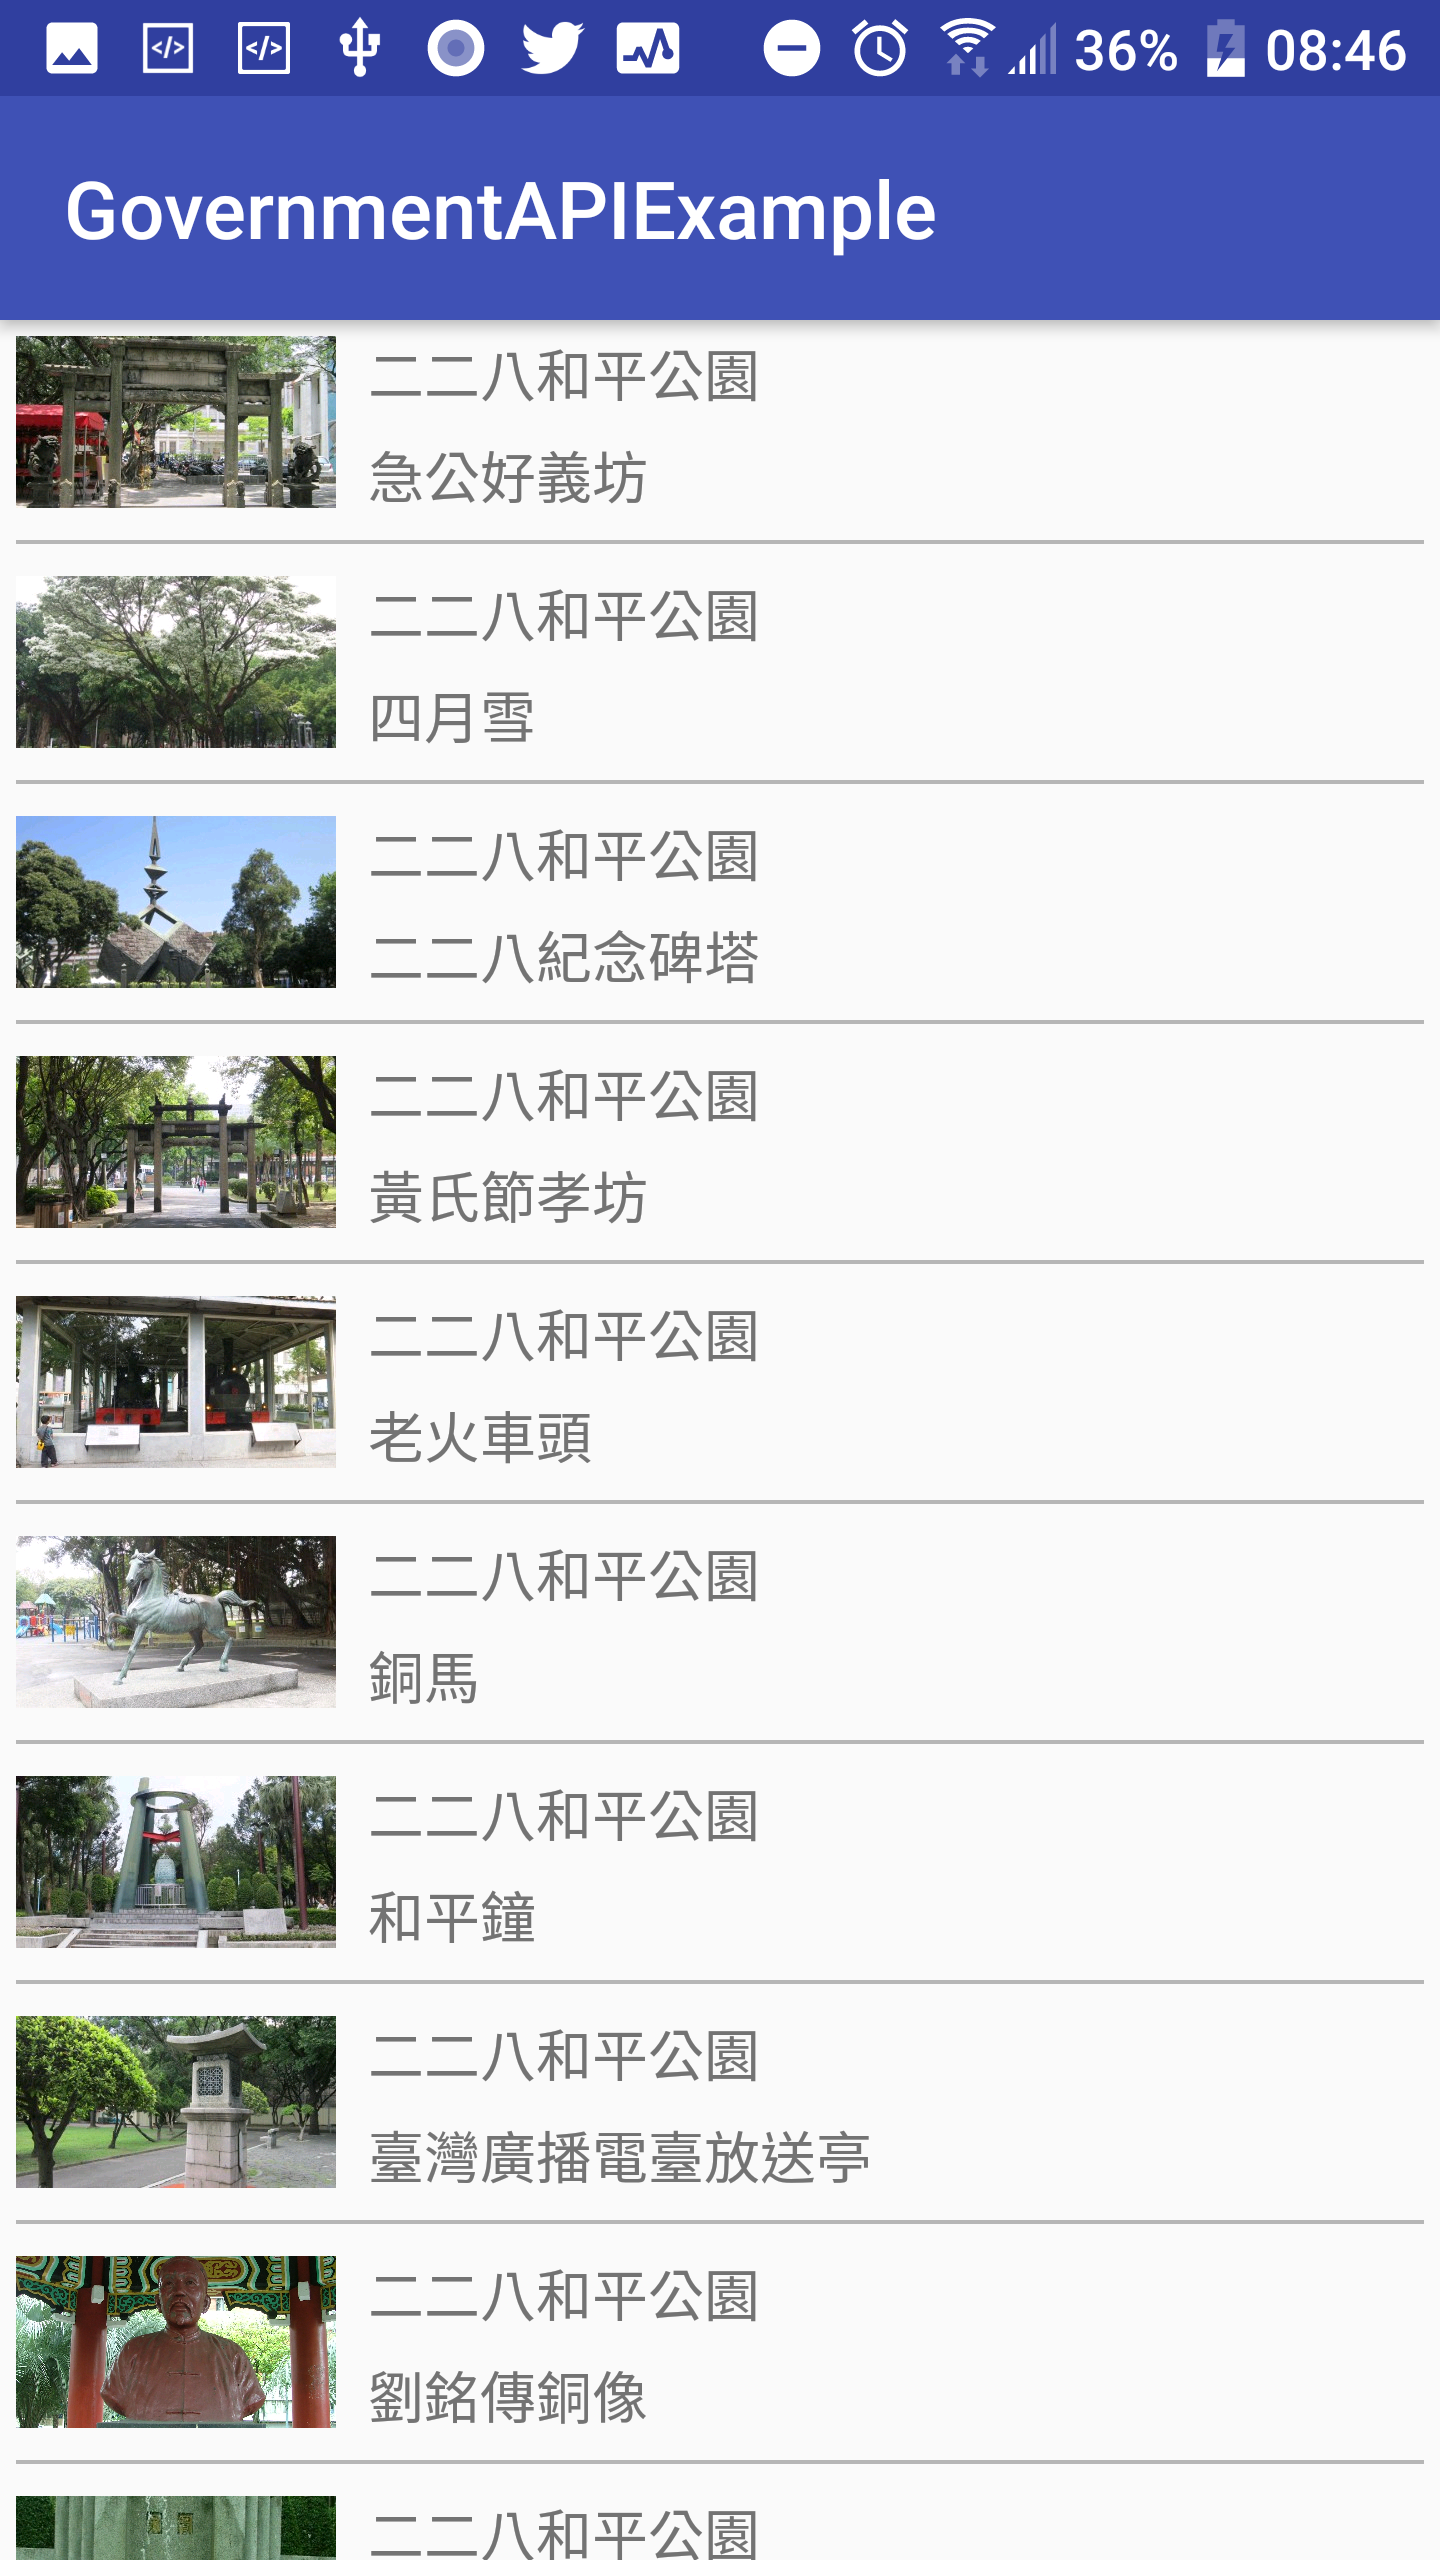 36% 08:46
GovernmentAPIExample
二二八和平公園
急公好義坊
二二八和平公園
四月雪
二二八和平公園
二二八紀念碑塔
二二八和平公園
黃氏節孝坊
二二八和平公園
老火車頭
二二八和平公園
銅馬
二二八和平公園
和平鐘
二二八和平公園
臺灣廣播電臺放送亭
二二八和平公園
劉銘傳銅像
二二八和平公園